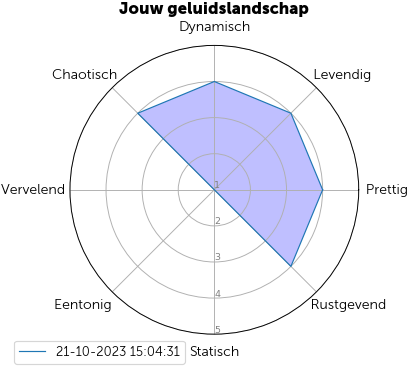 Jouw geluidslandschap
Dynamisch
Chaotisch
Levendig
Vervelend
1
Prettig
2
3
4
Eentonig
Rustgevend
5
21-10-2023 15:04:31
Statisch